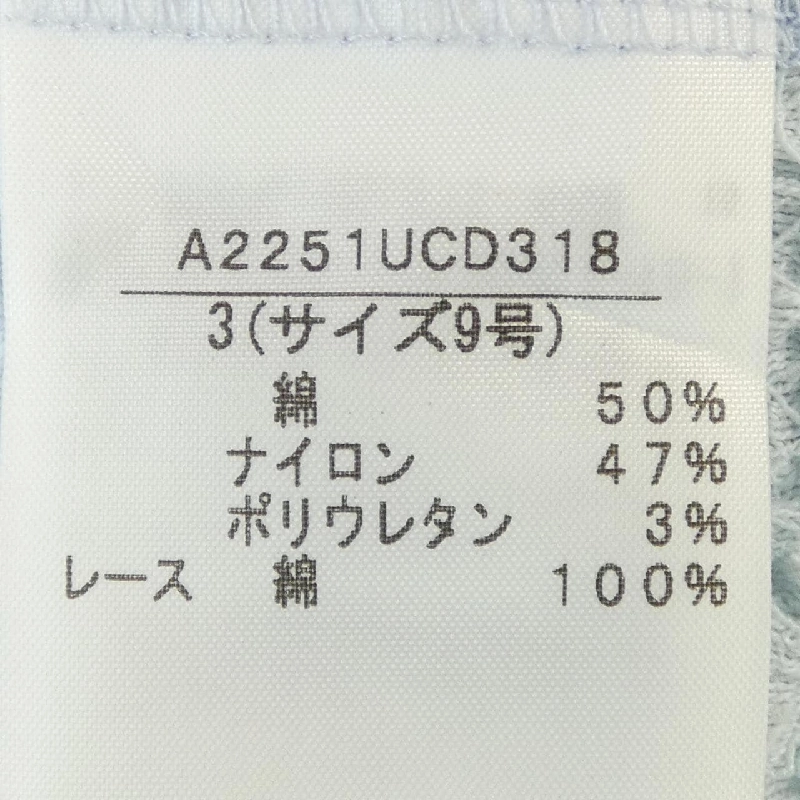 A2251UCD318
3(サイズ9号)
綿 50%
ナイロン 47%
ポリウレタン 3%
レース 綿 100%